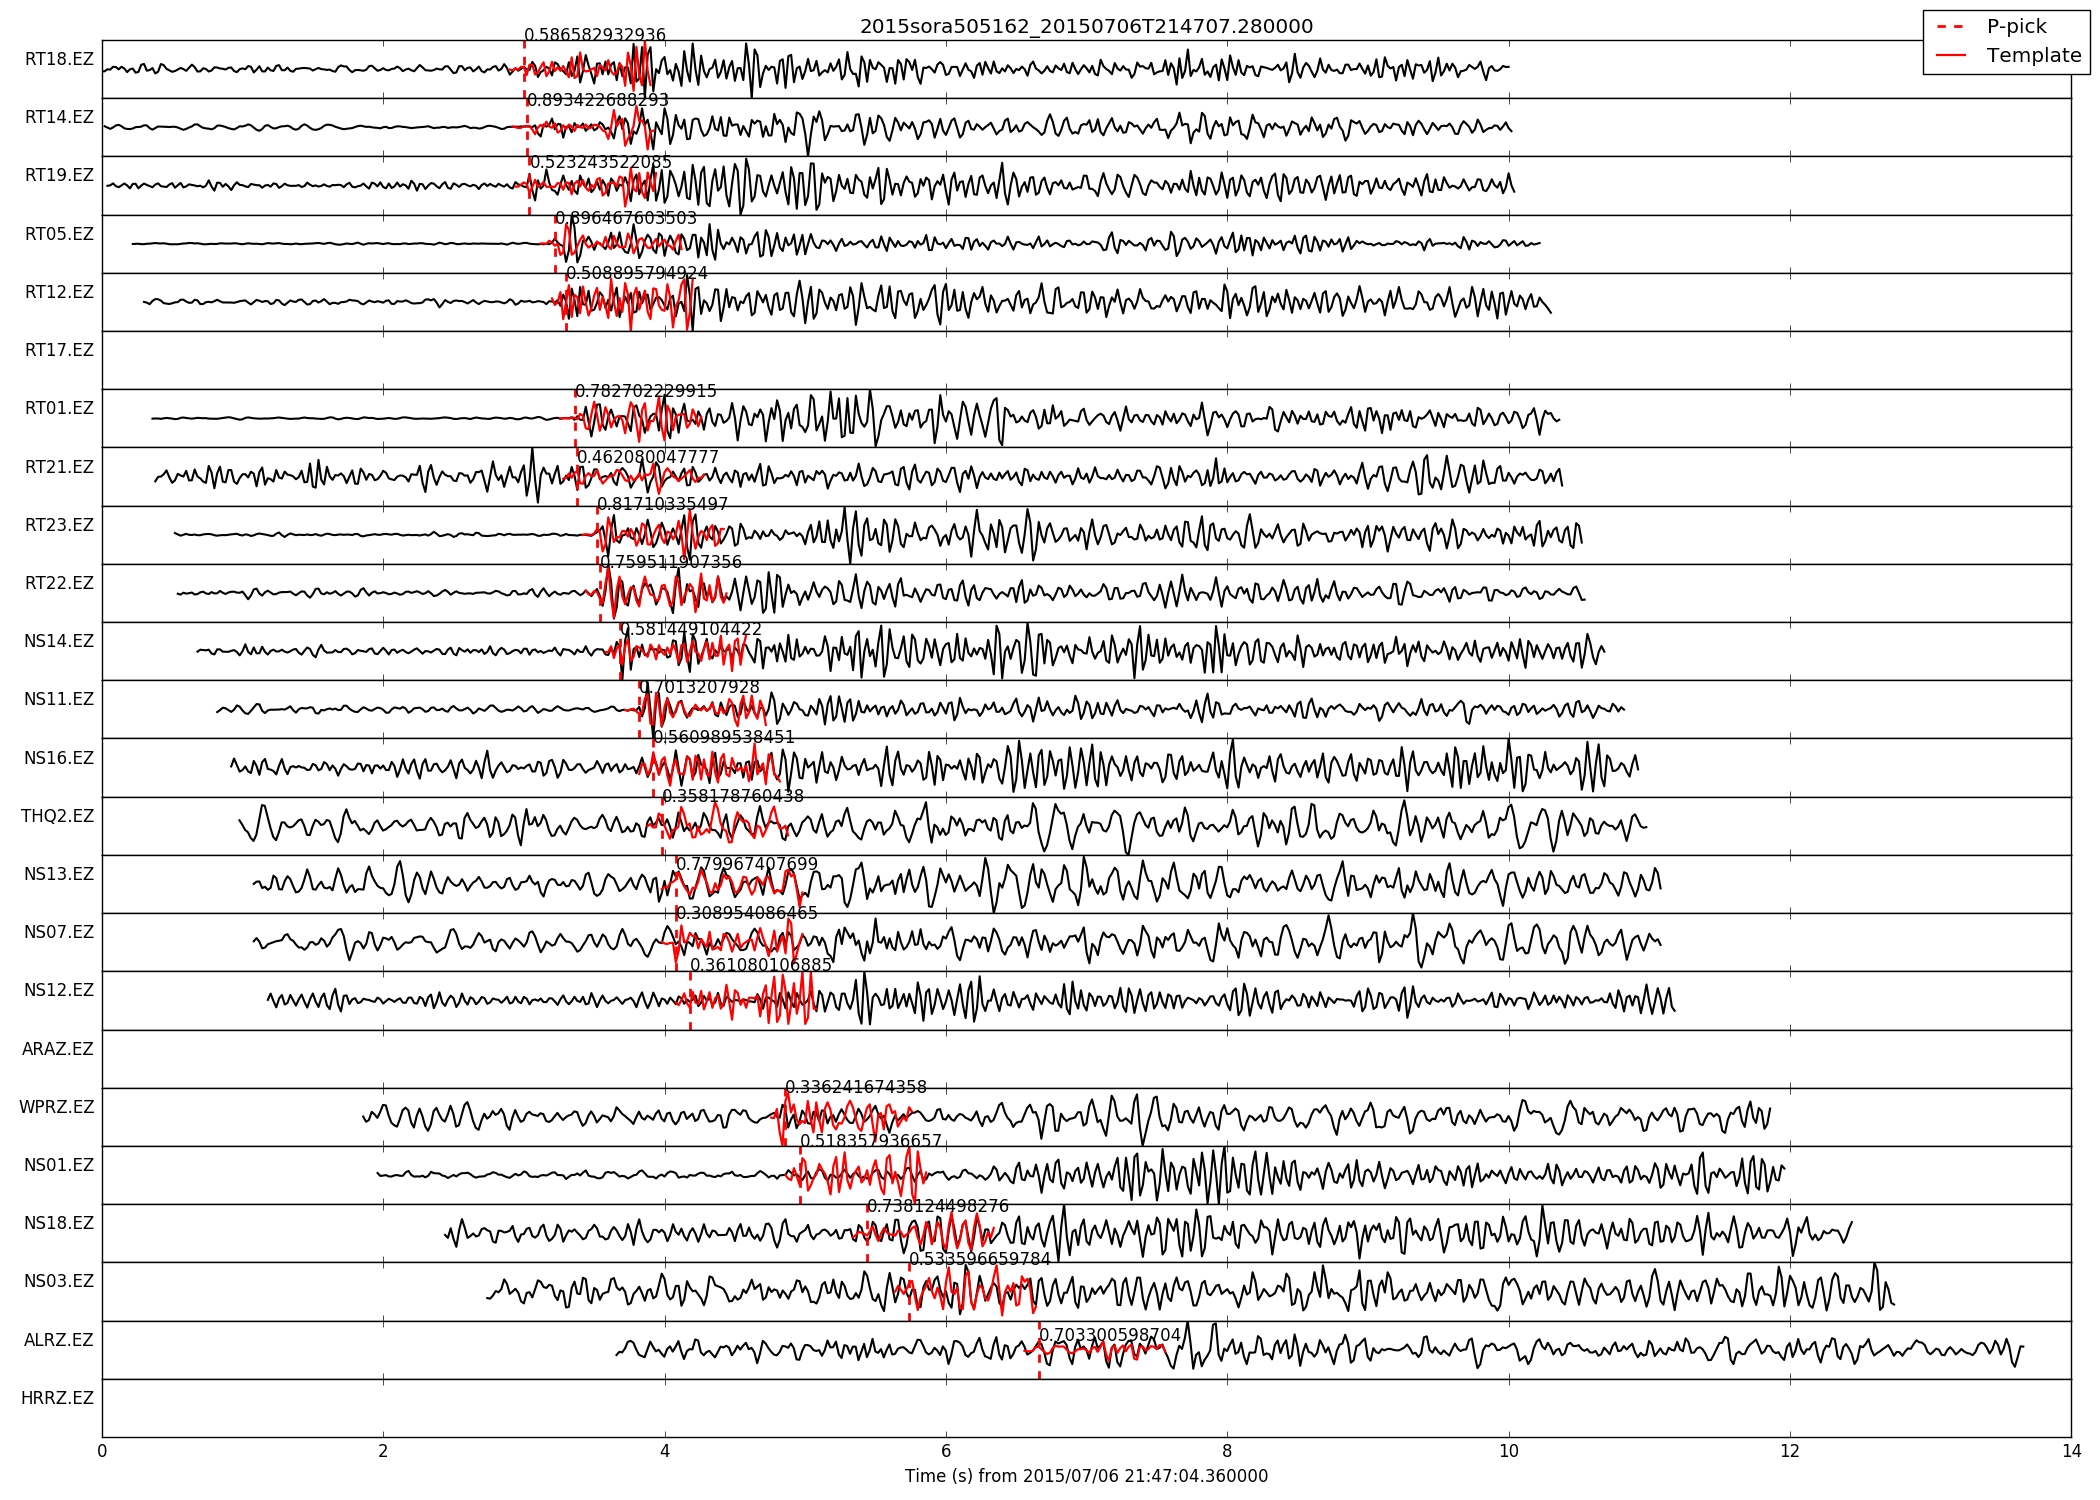 2015sora505162_20150706T214707.280000
P-pick
Template
RT18.EZ
0.586582932936
RT14.EZ
0.893422688293
RT19.EZ
0.523243522085
RT05.EZ
0.896467603503
RT12.EZ
0.508895794924
RT17.EZ
RT01.EZ
0.782702229915
RT21.EZ
0.462080047777
RT23.EZ
0.81710335497
RT22.EZ
0.759511907356
NS14.EZ
0.581449104422
NS11.EZ
0.7013207928
NS16.EZ
0.560989538451
THQ2.EZ
0.358178760438
NS13.EZ
0.779967407699
NS07.EZ
0.308954086465
NS12.EZ
0.361080106885
ARAZ.EZ
WPRZ.EZ
0.336241674358
NS01.EZ
0.518357936657
NS18.EZ
0.738124498276
NS03.EZ
0.533596659784
ALRZ.EZ
0.703300598704
HRRZ.EZ
0 2 4 6 8 10 12 14
Time (s) from 2015/07/06 21:47:04.360000